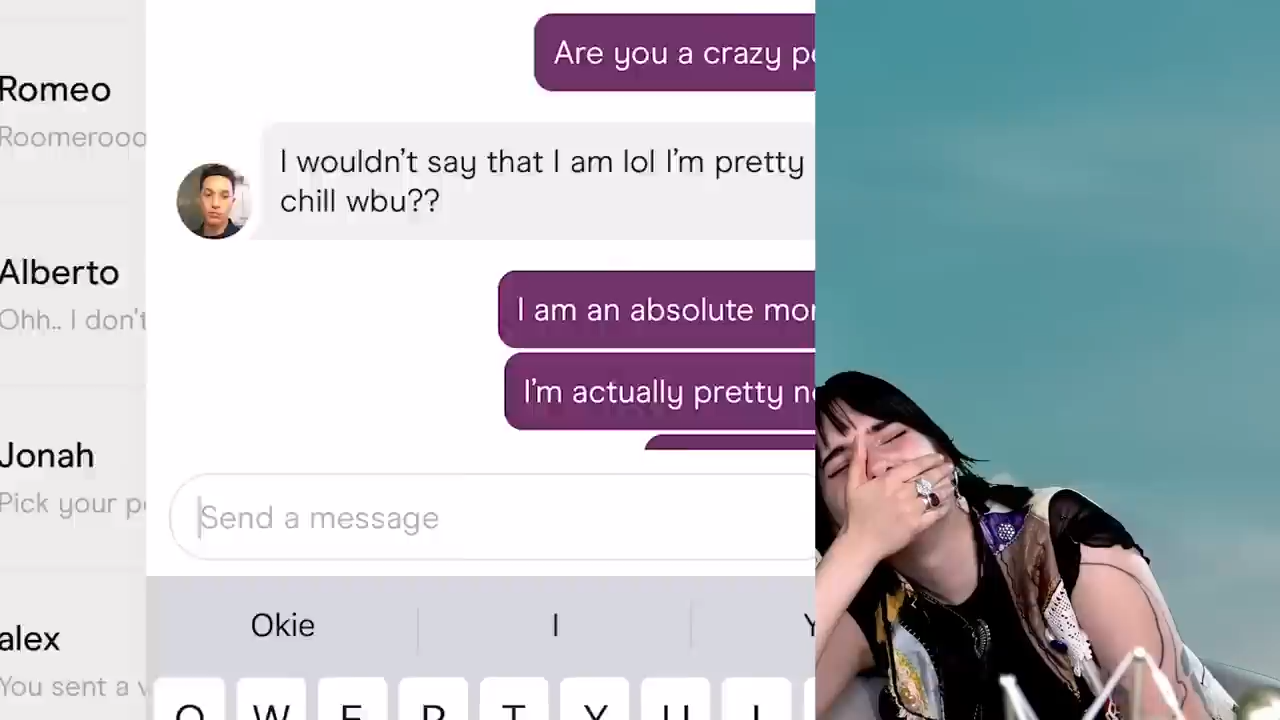 Romeo
Roomerooo
Alberto
Ohh.. I don't
Jonah
Pick your
alex
You sent a
Are you a crazy
I wouldn't say that I am lol I'm pretty
chill wbu??
I am an absolute
I'm actually pretty
Send a message
Okie
I
Q W E R T Y U I